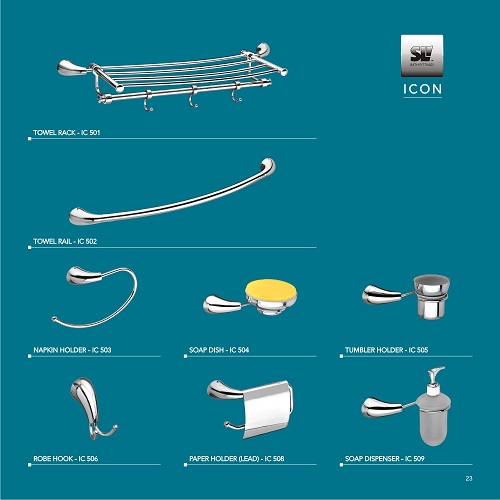 SLI
ICON
TOWEL RACK - IC 501
TOWEL RAIL - IC 502
NAPKIN HOLDER - IC 503
SOAP DISH - IC 504
TUMBLER HOLDER - IC 505
ROBE HOOK - IC 506
PAPER HOLDER (LEAD) - IC 508
SOAP DISPENSER - IC 509
23